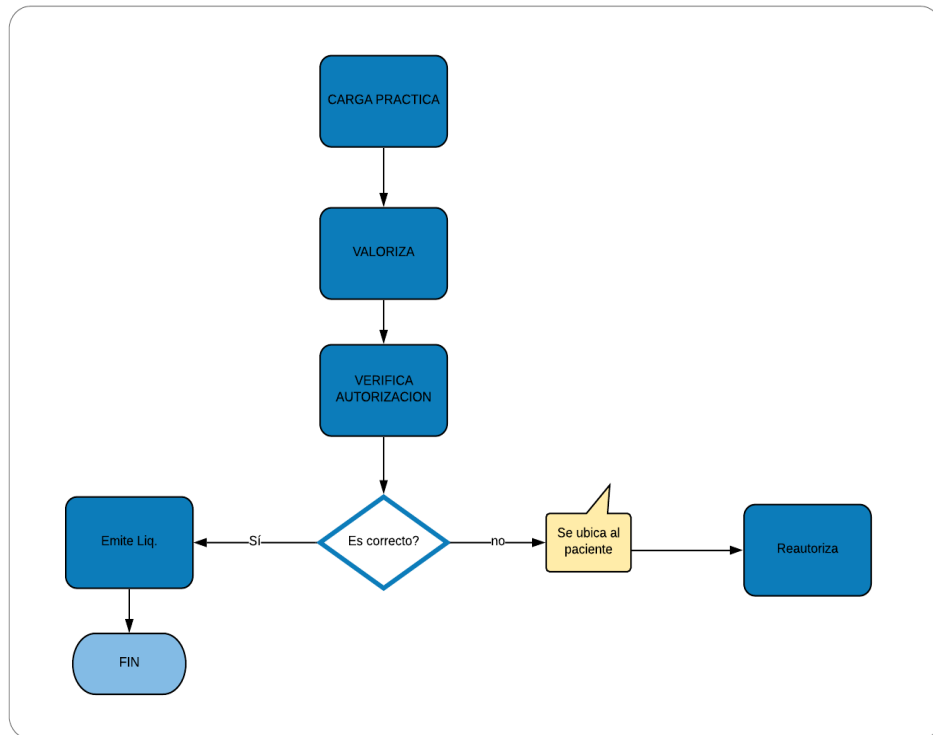 CARGA PRACTICA
VALORIZA
VERIFICA
AUTORIZACION
Es correcto?
Sí
no
Emite Liq.
Se ubica al
paciente
Reautoriza
FIN